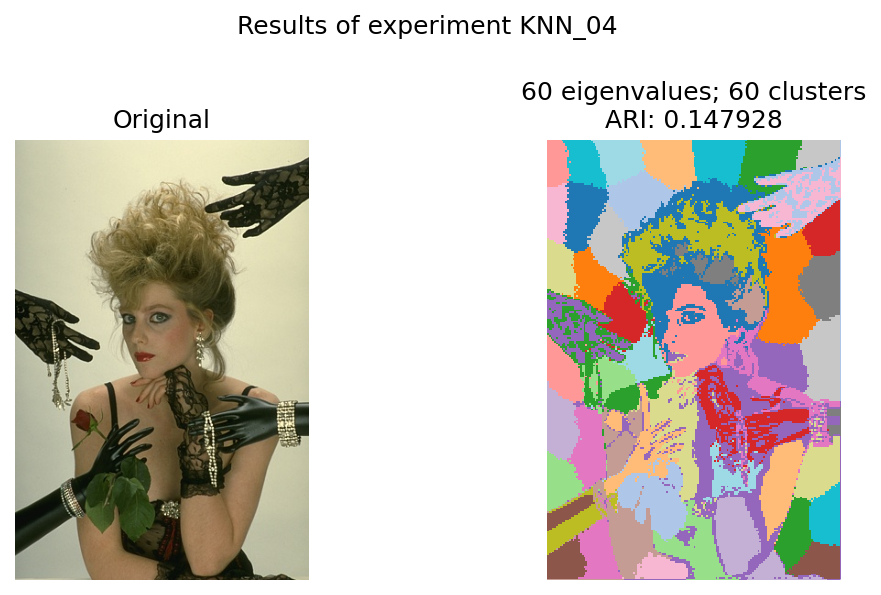 Results of experiment KNN_04
Original
60 eigenvalues; 60 clusters
ARI: 0.147928